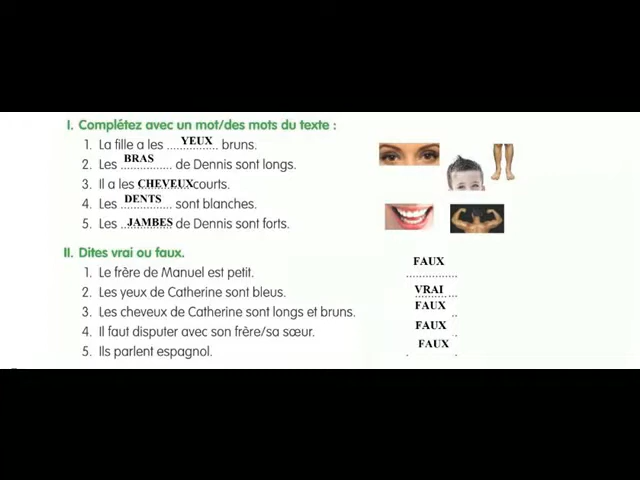 I. Complétez avec un mot/des mots du texte :
1. La fille a les ...YEUX... bruns.
2. Les BRAS................ de Dennis sont longs.
3. Il a les CHEVEUX courts.
4. Les DENTS................ sont blanches.
5. Les ..JAMBES de Dennis sont forts.
II. Dites vrai ou faux.
1. Le frère de Manuel est petit. FAUX
2. Les yeux de Catherine sont bleus. VRAI
3. Les cheveux de Catherine sont longs et bruns. FAUX
4. Il faut disputer avec son frère/sa sœur. FAUX
5. Ils parlent espagnol. FAUX